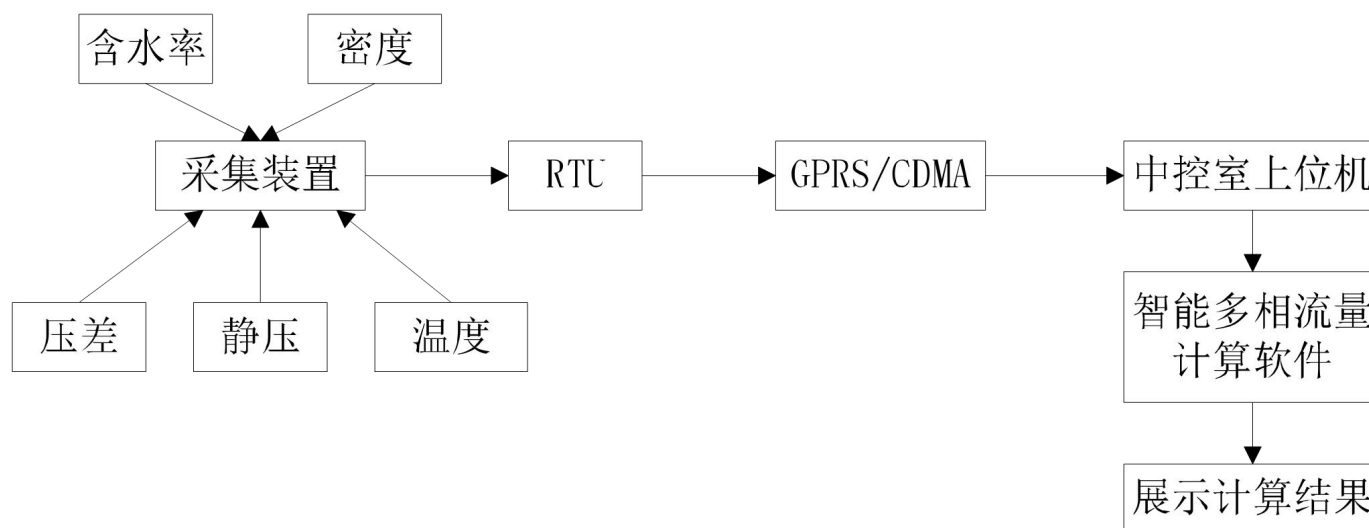 含水率
密度
采集装置
RTU
GPRS/CDMA
中控室上位机
压差
静压
温度
智能多相流量
计算软件
展示计算结果